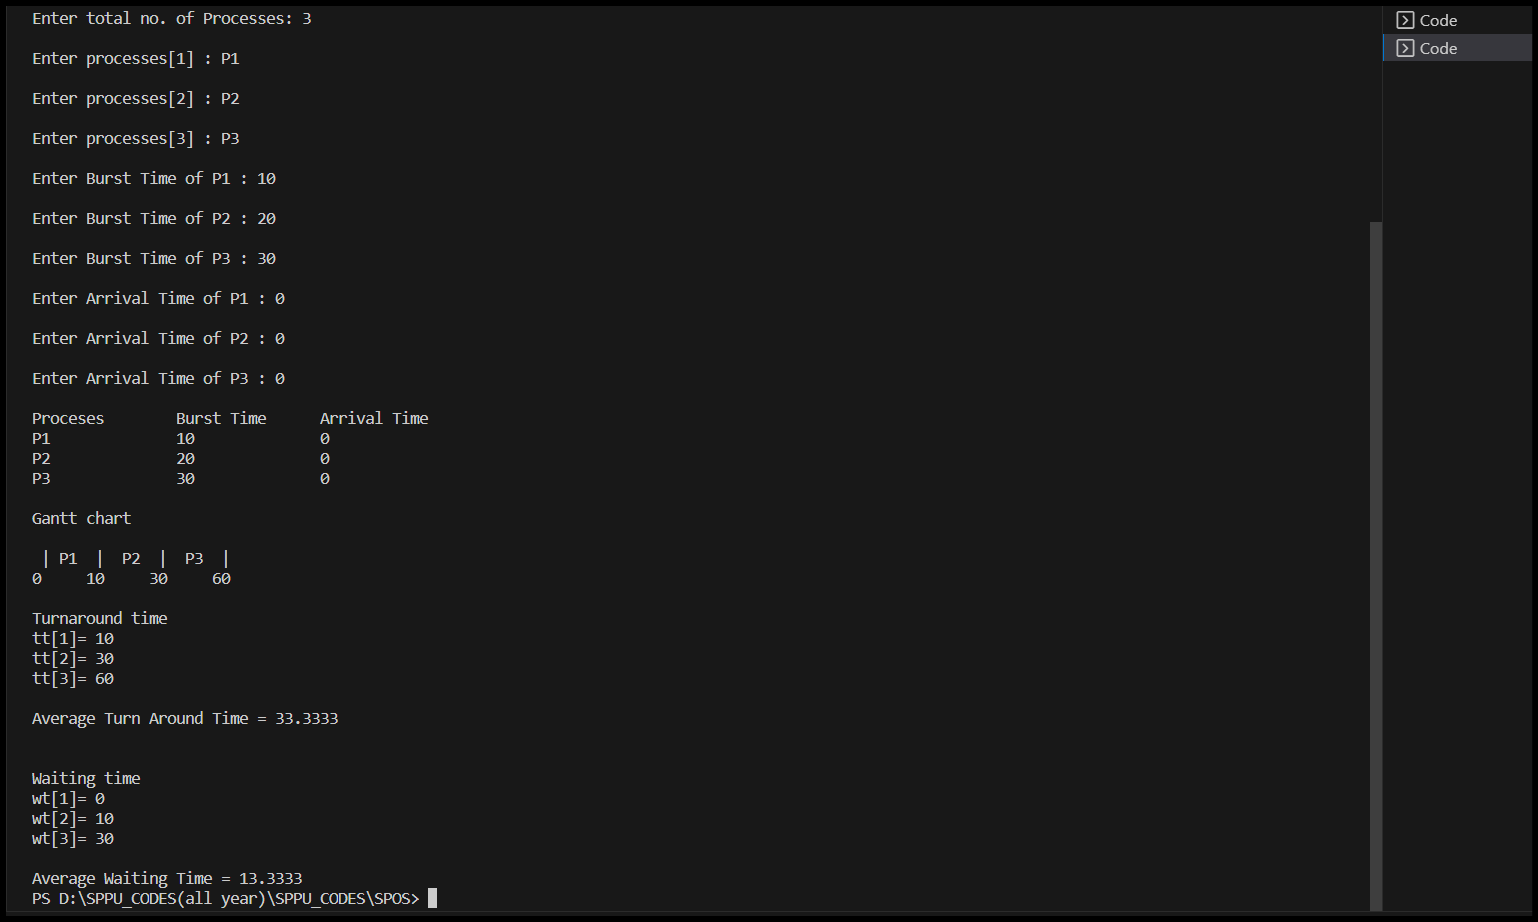 Enter total no. of Processes: 3
Enter processes[1] : P1
Enter processes[2] : P2
Enter processes[3] : P3
Enter Burst Time of P1 : 10
Enter Burst Time of P2 : 20
Enter Burst Time of P3 : 30
Enter Arrival Time of P1 : 0
Enter Arrival Time of P2 : 0
Enter Arrival Time of P3 : 0
Proceses        Burst Time      Arrival Time
P1              10              0
P2              20              0
P3              30              0
Gantt chart
 | P1  |  P2  |  P3  |
0     10     30     60
Turnaround time
tt[1]= 10
tt[2]= 30
tt[3]= 60
Average Turn Around Time = 33.3333
Waiting time
wt[1]= 0
wt[2]= 10
wt[3]= 30
Average Waiting Time = 13.3333
PS D:\SPPU_CODES(all year)\SPPU_CODES\SPOS>
Code
Code